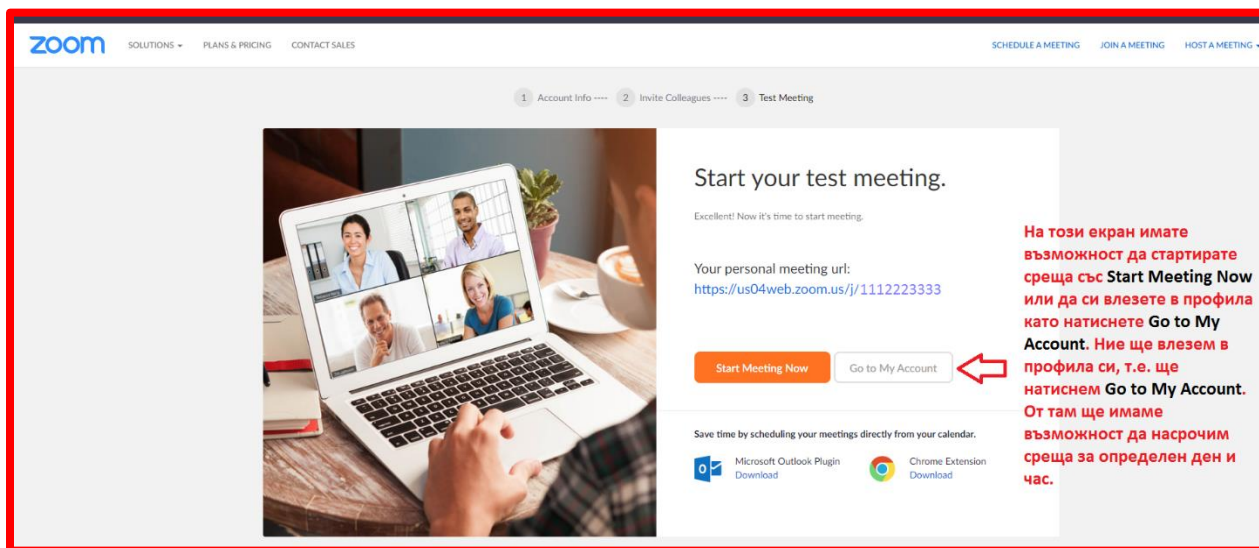 zoom SOLUTIONS PLANS & PRICING CONTACT SALES SCHEDULE A MEETING JOIN A MEETING HOST A MEETING
1 Account Info ---- 2 Invite Colleagues ---- 3 Test Meeting
Start your test meeting.
Excellent! Now it's time to start meeting.
Your personal meeting url:
https://us04web.zoom.us/j/1112223333
Start Meeting Now Go to My Account
Save time by scheduling your meetings directly from your calendar.
Microsoft Outlook Plugin
Download
Chrome Extension
Download
На този екран имате
възможност да стартирате
среща със Start Meeting Now
или да си влезете в профила
като натиснете Go to My
Account. Ние ще влезем в
профила си, т.е. ще
натиснем Go to My Account.
От там ще имаме
възможност да насрочим
среща за определен ден и
час.